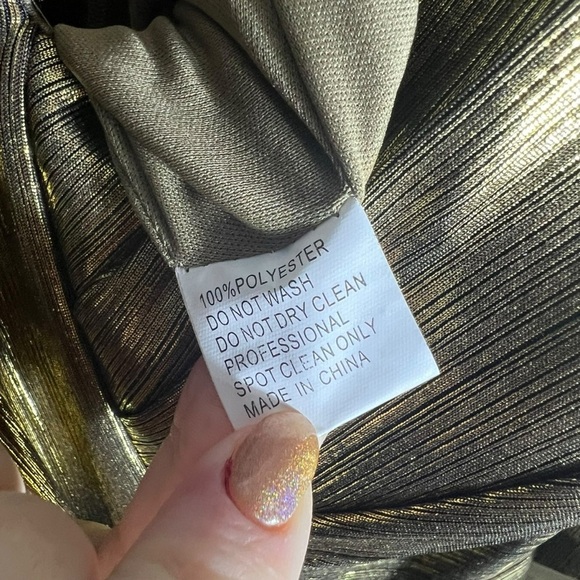 100%POLYESTER
DO NOT WASH
DO NOT DRY CLEAN
PROFESSIONAL
SPOT CLEAN ONLY
MADE IN CHINA